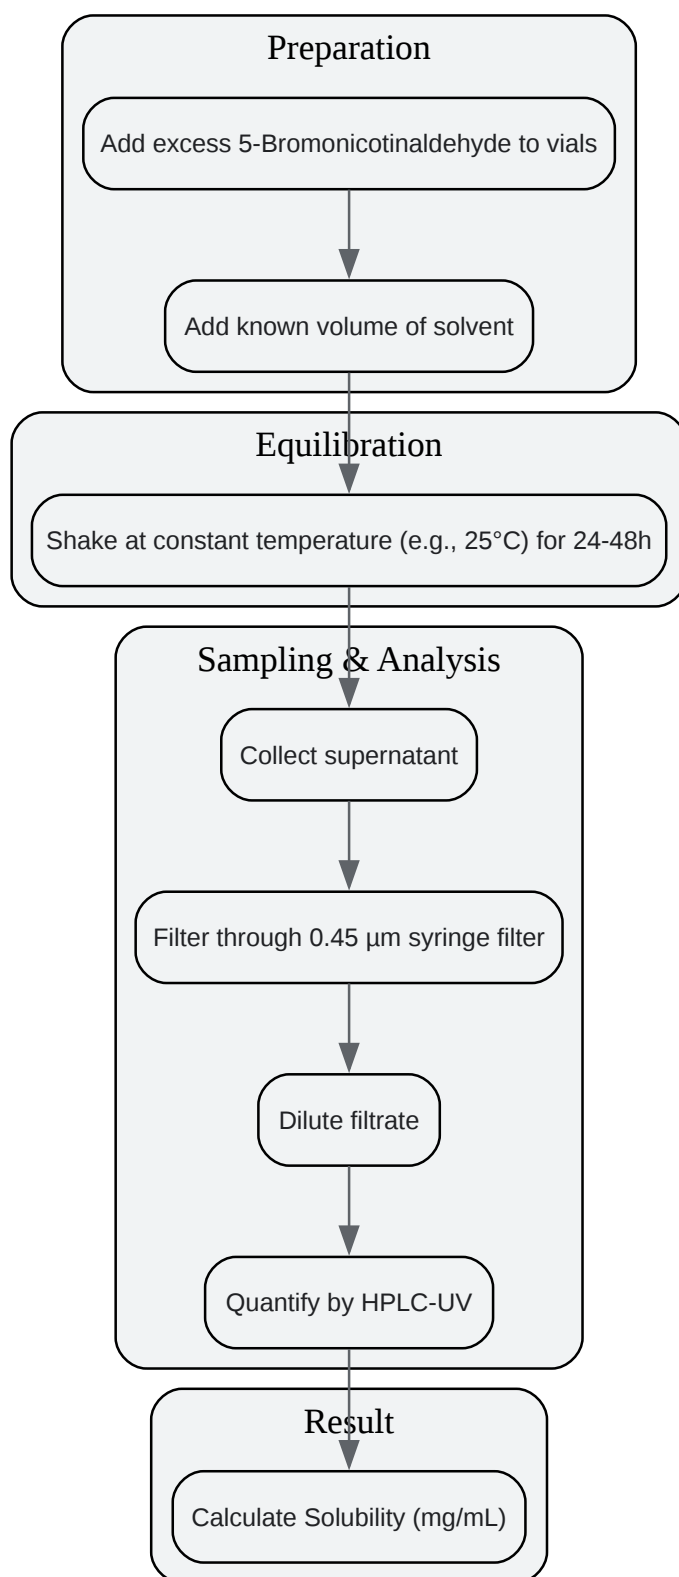 Preparation
Add excess 5-Bromonicotinaldehyde to vials
Add known volume of solvent
Equilibration
Shake at constant temperature (e.g., 25°C) for 24-48h
Sampling & Analysis
Collect supernatant
Filter through 0.45 µm syringe filter
Dilute filtrate
Quantify by HPLC-UV
Result
Calculate Solubility (mg/mL)